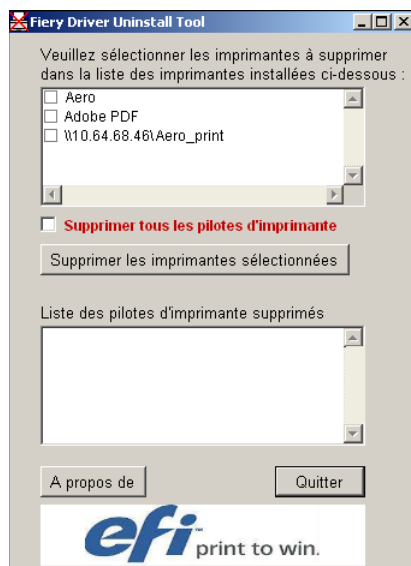 Fiery Driver Uninstall Tool
Veuillez sélectionner les imprimantes à supprimer
dans la liste des imprimantes installées ci-dessous :
Aero
Adobe PDF
\\10.64.68.46\Aero_print
Supprimer tous les pilotes d'imprimante
Supprimer les imprimantes sélectionnées
Liste des pilotes d'imprimante supprimés
A propos de
Quitter
efi™ print to win.